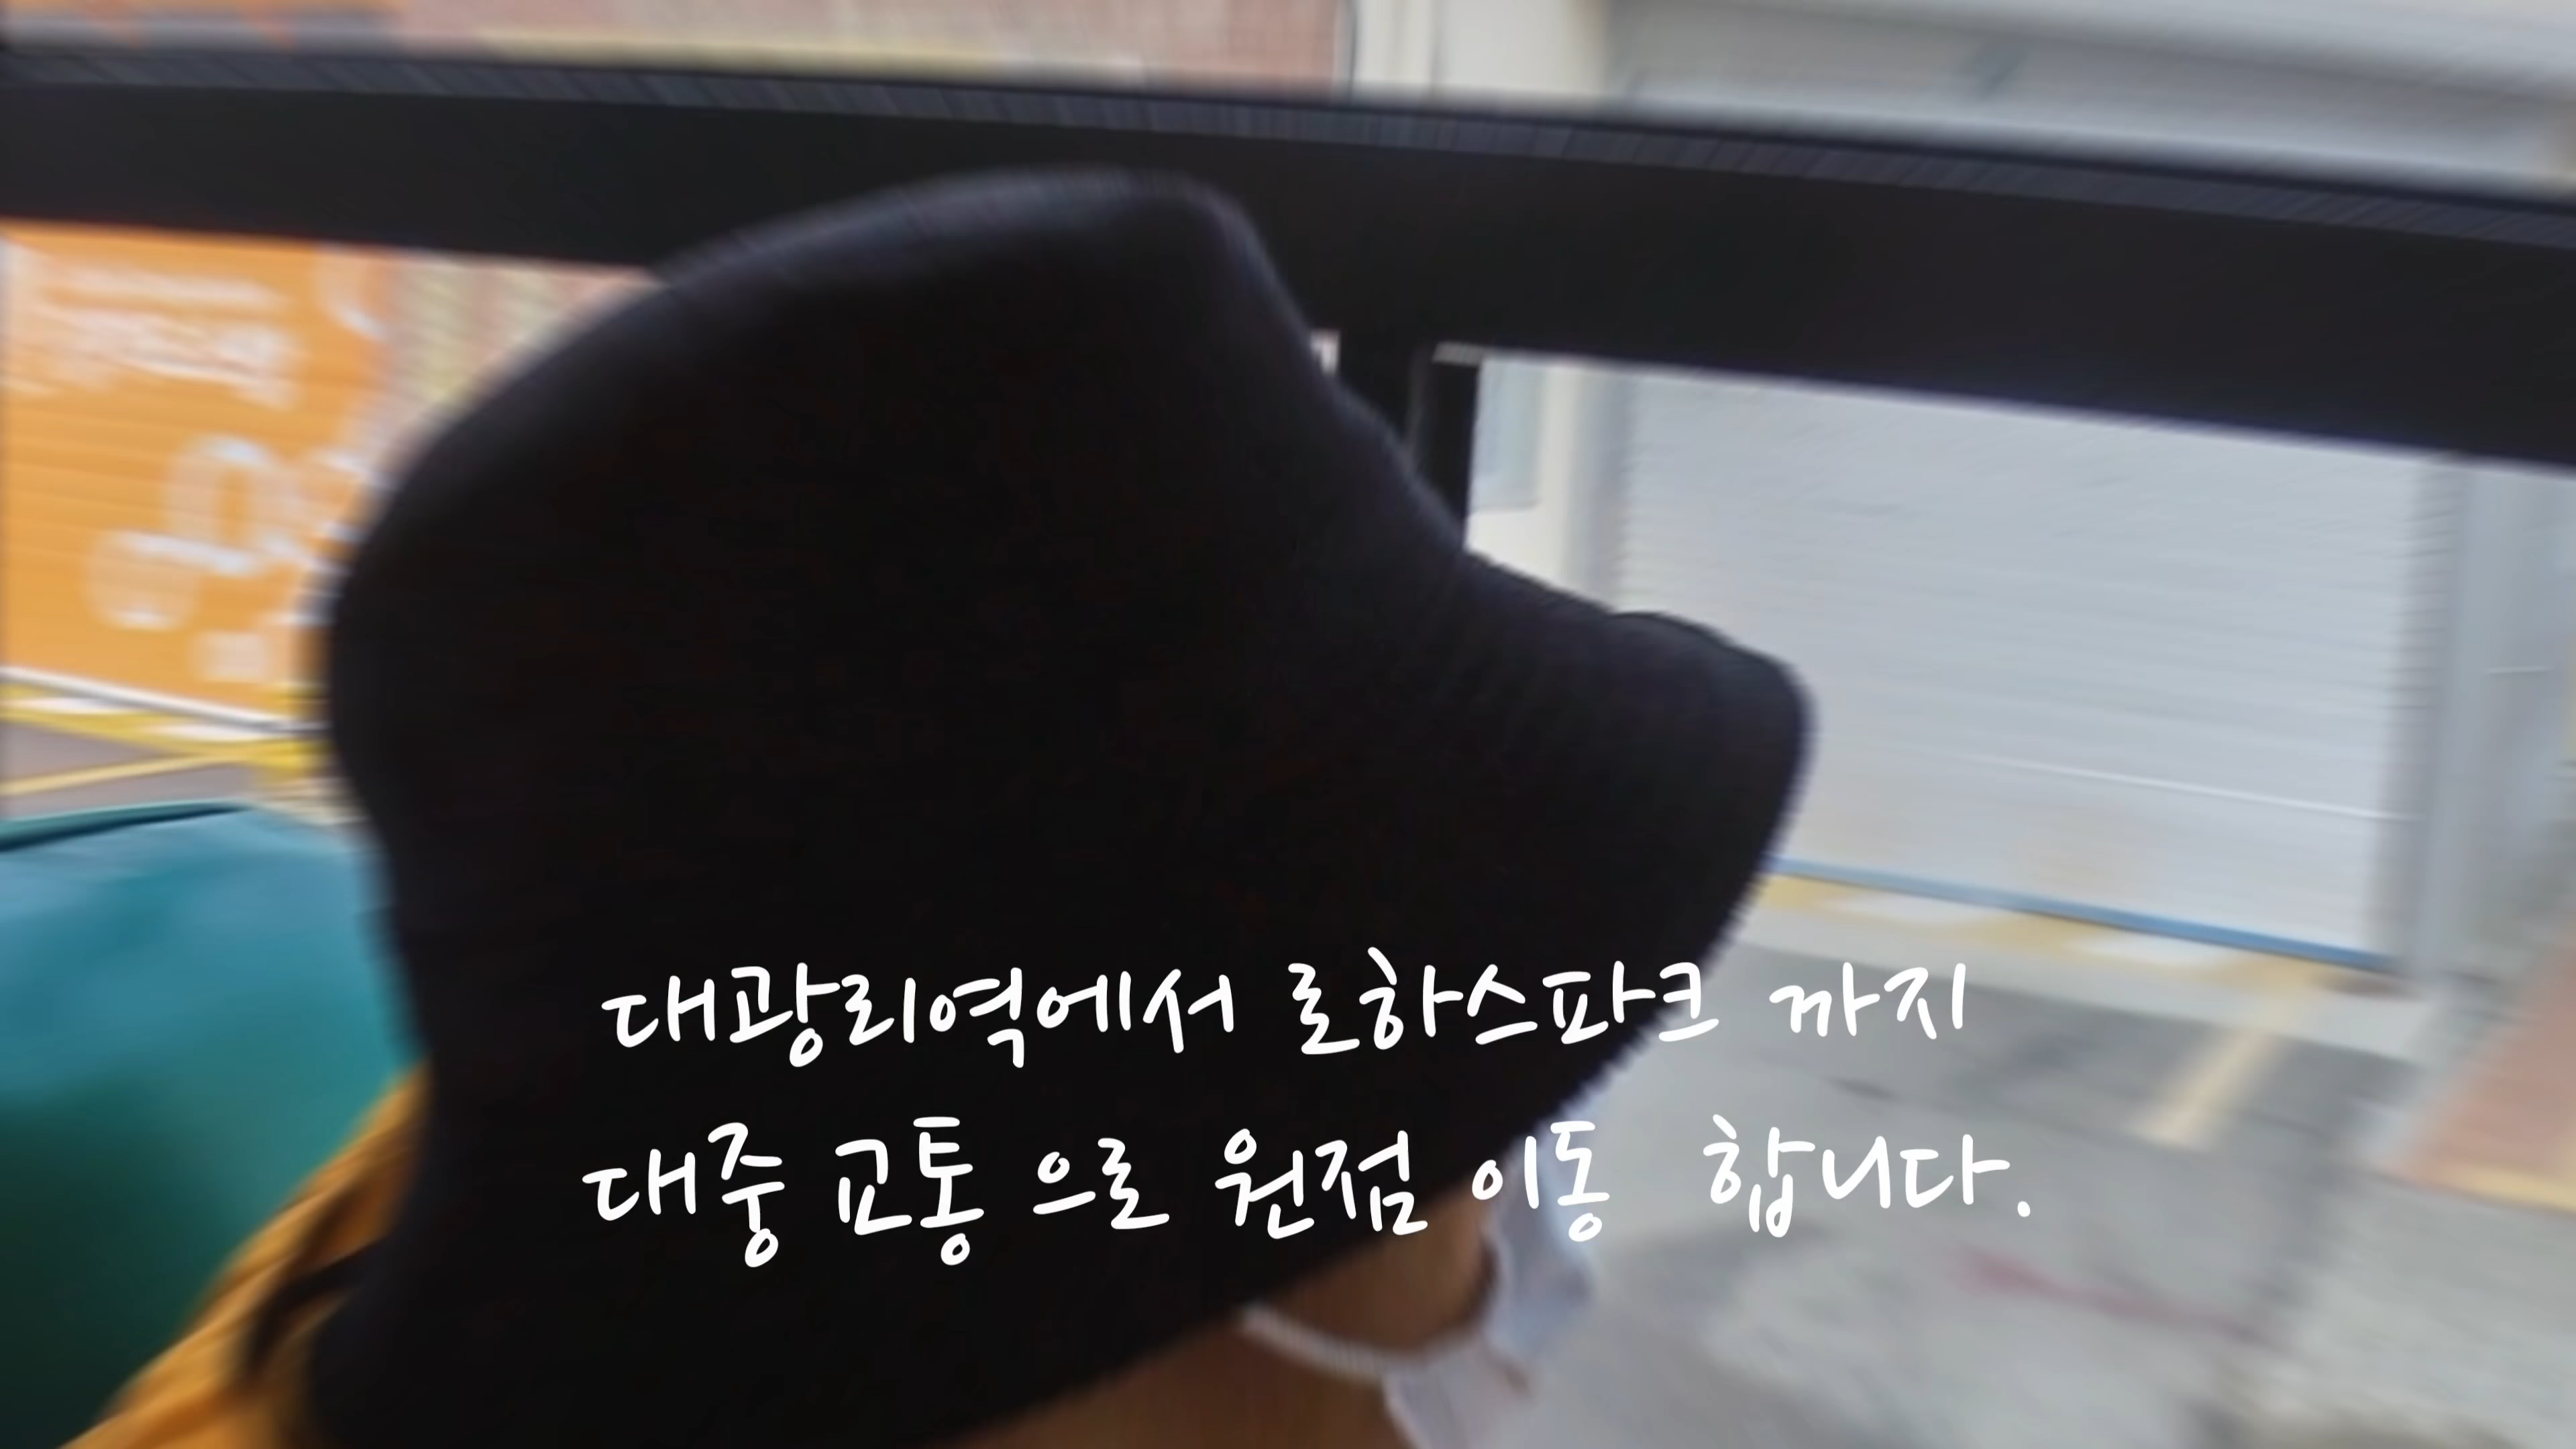 대광리역에서 로하스파크 까지
대중 교통 으로 원점 이동 합니다.